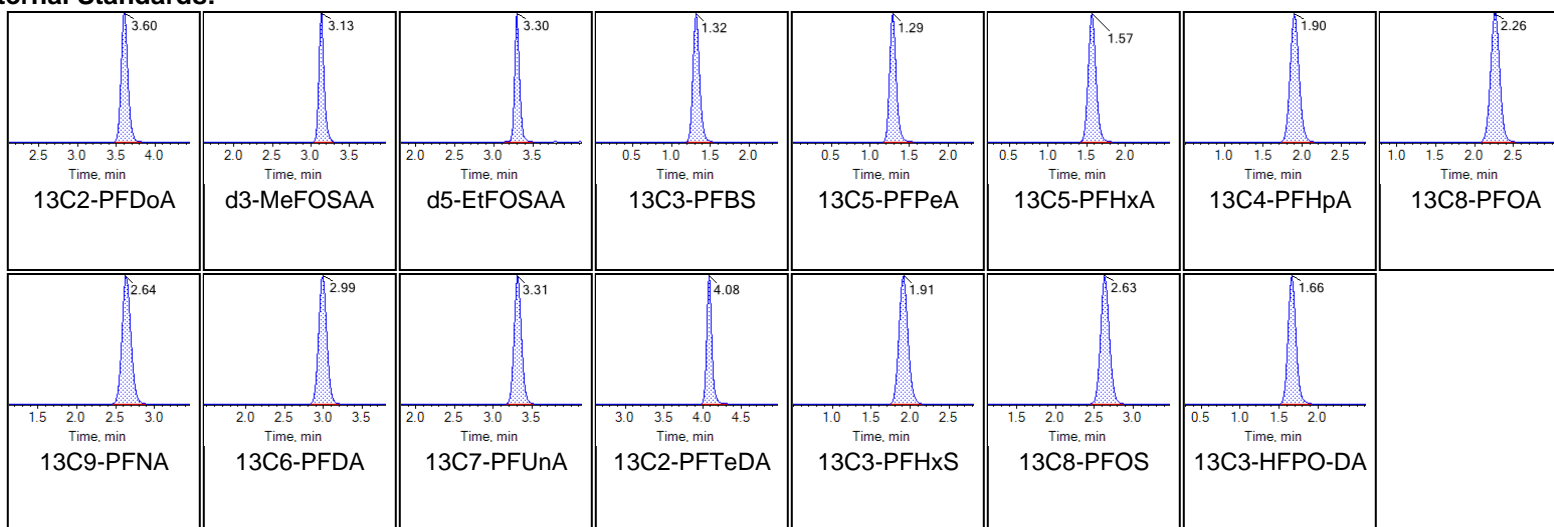 ternal Standards:
3.60 3.13 3.30 1.32 1.29 1.57 1.90 2.26
2.5 3.0 3.5 4.0 2.0 2.5 3.0 3.5 2.0 2.5 3.0 3.5 0.5 1.0 1.5 2.0 0.5 1.0 1.5 2.0 0.5 1.0 1.5 2.0 1.0 1.5 2.0 2.5 1.0 1.5 2.0 2.5
Time, min Time, min Time, min Time, min Time, min Time, min Time, min Time, min
13C2-PFDoA d3-MeFOSAA d5-EtFOSAA 13C3-PFBS 13C5-PFPeA 13C5-PFHxA 13C4-PFHpA 13C8-PFOA
2.64 2.99 3.31 4.08 1.91 2.63 1.66
1.5 2.0 2.5 3.0 2.0 2.5 3.0 3.5 2.0 2.5 3.0 3.5 3.0 3.5 4.0 4.5 1.0 1.5 2.0 2.5 1.5 2.0 2.5 3.0 0.5 1.0 1.5 2.0
Time, min Time, min Time, min Time, min Time, min Time, min Time, min
13C9-PFNA 13C6-PFDA 13C7-PFUnA 13C2-PFTeDA 13C3-PFHxS 13C8-PFOS 13C3-HFPO-DA